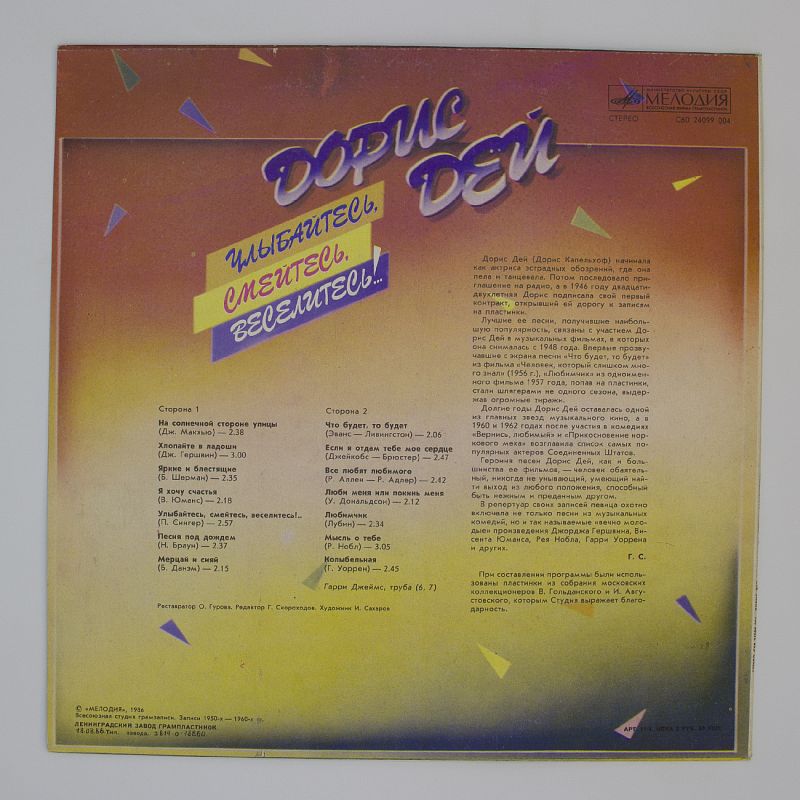 МИНИСТЕРСТВО КУЛЬТУРЫ СССР
МЕЛОДИЯ
ВСЕСОЮЗНАЯ ФИРМА ГРАМПЛАСТИНОК
СТЕРЕО С60 24099 004
ДОРИС
ДЕЙ
УЛЫБАЙТЕСЬ,
СМЕЙТЕСЬ,
ВЕСЕЛИТЕСЬ!..
Сторона 1
На солнечной стороне улицы
(Дж. Макхью) — 2.38
Хлопайте в ладоши
(Дж. Гершвин) — 3.00
Яркие и блестящие
(Б. Шерман) — 2.35
Я хочу счастья
(В. Юменс) — 2.18
Улыбайтесь, смейтесь, веселитесь!..
(П. Сингер) — 2.57
Песня под дождем
(Н. Браун) — 2.37
Мерцай и сияй
(Б. Данэм) — 2.15
Сторона 2
Что будет, то будет
(Эванс — Ливингстон) — 2.06
Если я отдам тебе мое сердце
(Джейкобс — Брюстер) — 2.47
Все любят любимого
(Р. Аллен — Р. Адлер) — 2.42
Люби меня или покинь меня
(У. Дональдсон) — 2.12
Любимчик
(Лубин) — 2.34
Мысль о тебе
(Р. Нобл) — 3.05
Колыбельная
(Г. Уоррен) — 2.45
Гарри Джеймс, труба (6, 7)
Реставратор О. Гурова. Редактор Г. Скороходов. Художник И. Сахаров
Дорис Дей (Дорис Капельхоф) начинала
как актриса эстрадных обозрений, где она
пела и танцевала. Потом последовало при-
глашение на радио, а в 1946 году двадцати-
двухлетняя Дорис подписала свой первый
контракт, открывший ей дорогу к записям
на пластинки.
Лучшие ее песни, получившие наиболь-
шую популярность, связаны с участием До-
рис Дей в музыкальных фильмах, в которых
она снималась с 1948 года. Впервые прозву-
чавшие с экрана песни «Что будет, то будет»
из фильма «Человек, который слишком мно-
го знал» (1956 г.), «Любимчик» из одноимен-
ного фильма 1957 года, попав на пластинки,
стали шлягерами не одного сезона, выдер-
жав огромные тиражи.
Долгие годы Дорис Дей оставалась одной
из главных звезд музыкального кино, а в
1960 и 1962 годах после участия в комедиях
«Вернись, любимый» и «Прикосновение нор-
кового меха» возглавила список самых по-
пулярных актеров Соединенных Штатов.
Героиня песен Дорис Дей, как и боль-
шинства ее фильмов, — человек обаятель-
ный, никогда не унывающий, умеющий най-
ти выход из любого положения, способный
быть нежным и преданным другом.
В репертуар своих записей певица охотно
включала не только песни из музыкальных
комедий, но и так называемые «вечно моло-
дые» произведения Джорджа Гершвина, Ви-
нсента Юманса, Рея Нобла, Гарри Уоррена
и других.
Г. С.
При составлении программы были исполь-
зованы пластинки из собрания московских
коллекционеров В. Гольданского и И. Авгу-
стовского, которым Студия выражает благо-
дарность.
© «МЕЛОДИЯ», 1986
Всесоюзная студия грамзаписи. Записи 1950-х — 1960-х гг.
ЛЕНИНГРАДСКИЙ ЗАВОД ГРАМПЛАСТИНОК
Тип. завода.